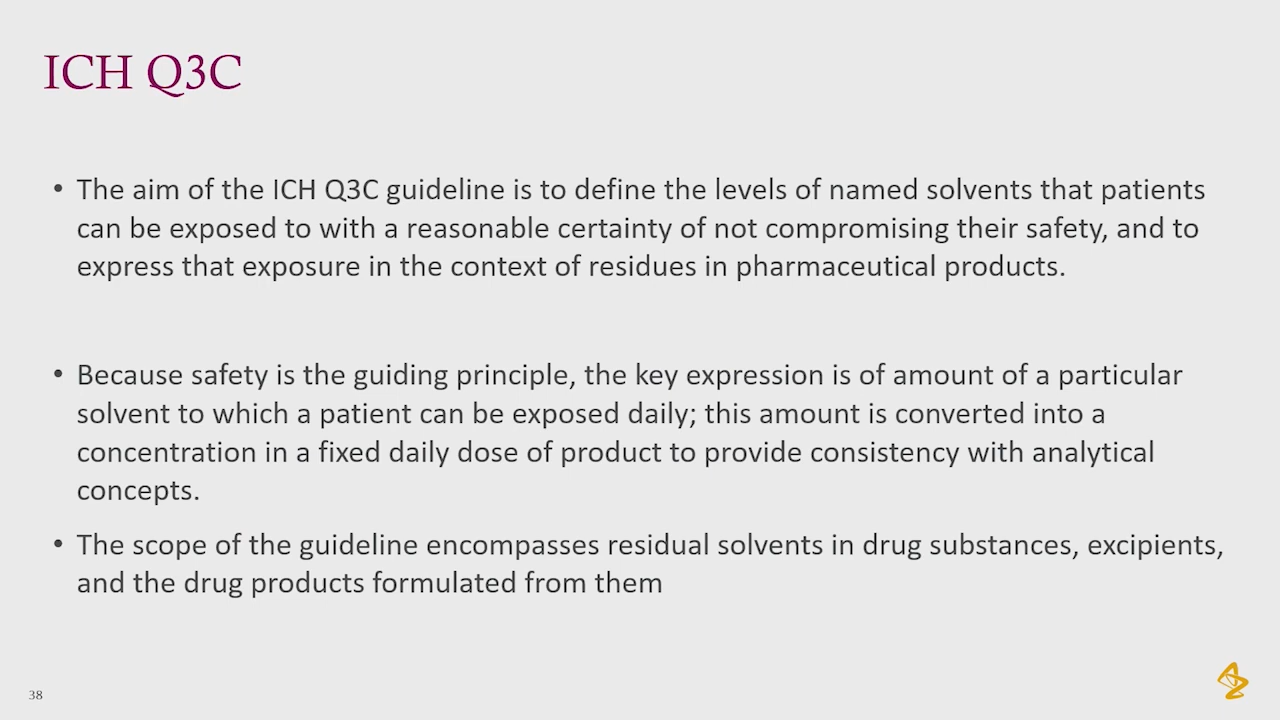 ICH Q3C
• The aim of the ICH Q3C guideline is to define the levels of named solvents that patients
can be exposed to with a reasonable certainty of not compromising their safety, and to
express that exposure in the context of residues in pharmaceutical products.
• Because safety is the guiding principle, the key expression is of amount of a particular
solvent to which a patient can be exposed daily; this amount is converted into a
concentration in a fixed daily dose of product to provide consistency with analytical
concepts.
• The scope of the guideline encompasses residual solvents in drug substances, excipients,
and the drug products formulated from them
38